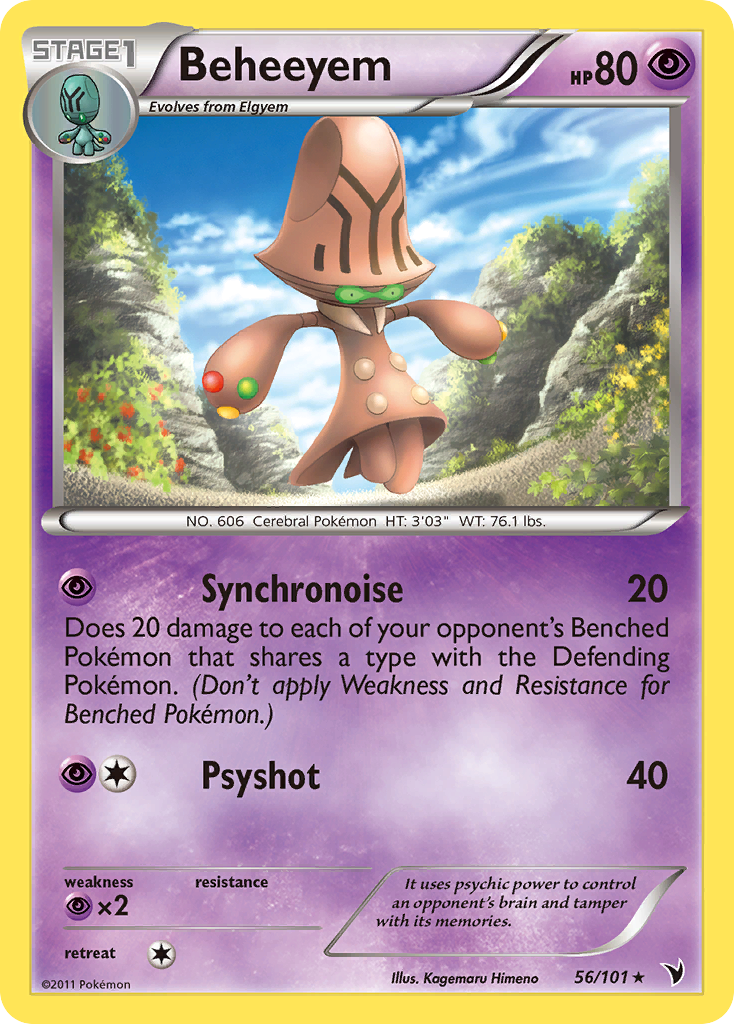 STAGE1
Beheeyem
HP80
Evolves from Elgyem
NO. 606 Cerebral Pokémon HT: 3'03" WT: 76.1 lbs.
Synchronoise 20
Does 20 damage to each of your opponent's Benched
Pokémon that shares a type with the Defending
Pokémon. (Don't apply Weakness and Resistance for
Benched Pokémon.)
Psyshot 40
weakness resistance
×2
It uses psychic power to control
an opponent's brain and tamper
with its memories.
retreat
©2011 Pokémon
Illus. Kagemaru Himeno 56/101 ★